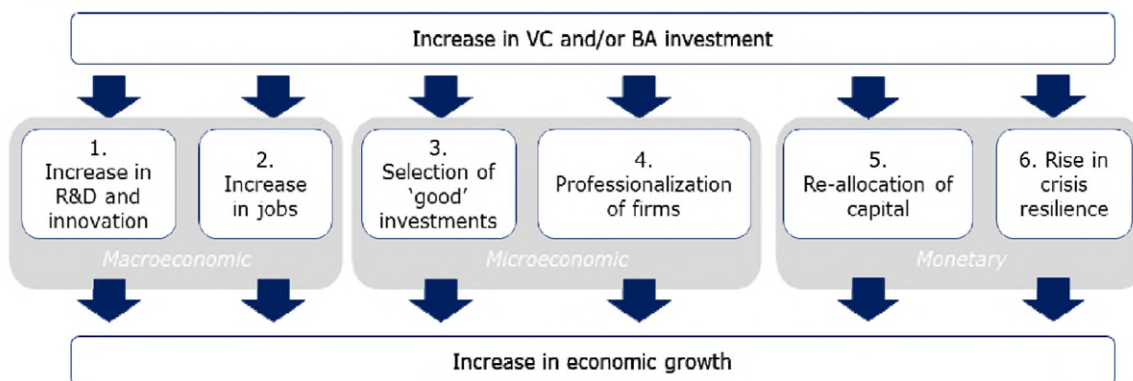 Increase in VC and/or BA investment
1.
Increase in
R&D and
innovation
2.
Increase
in jobs
Macroeconomic
3.
Selection of
‘good’
investments
4.
Professionalization
of firms
Microeconomic
5.
Re-allocation of
capital
6. Rise in
crisis
resilience
Monetary
Increase in economic growth